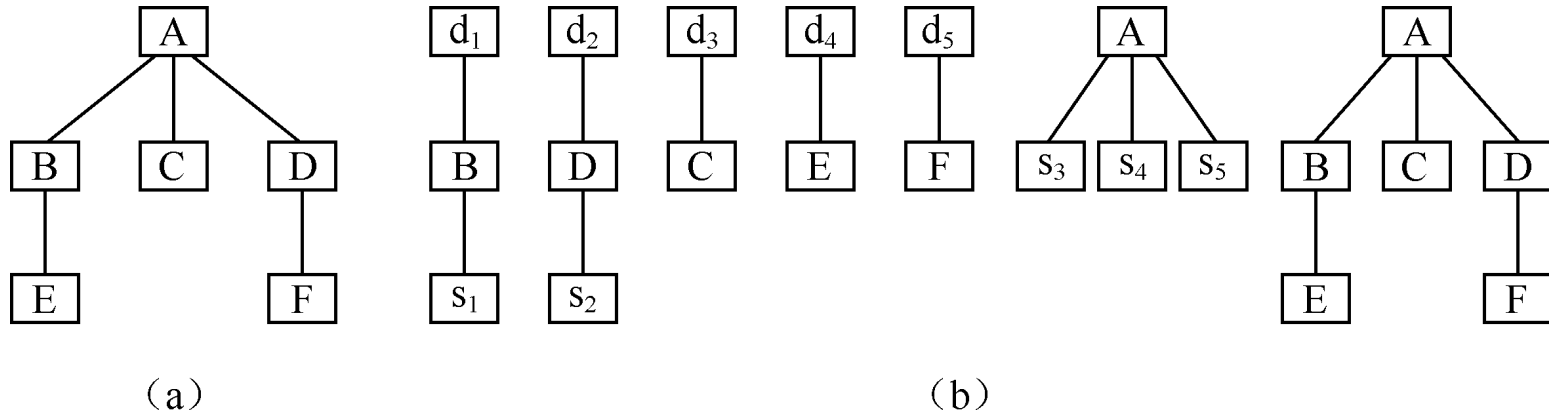 A d₁ d₂ d₃ d₄ d₅ A A
B C D B D C E F s₃ s₄ s₅ B C D
E F s₁ s₂ E F
（a） （b）